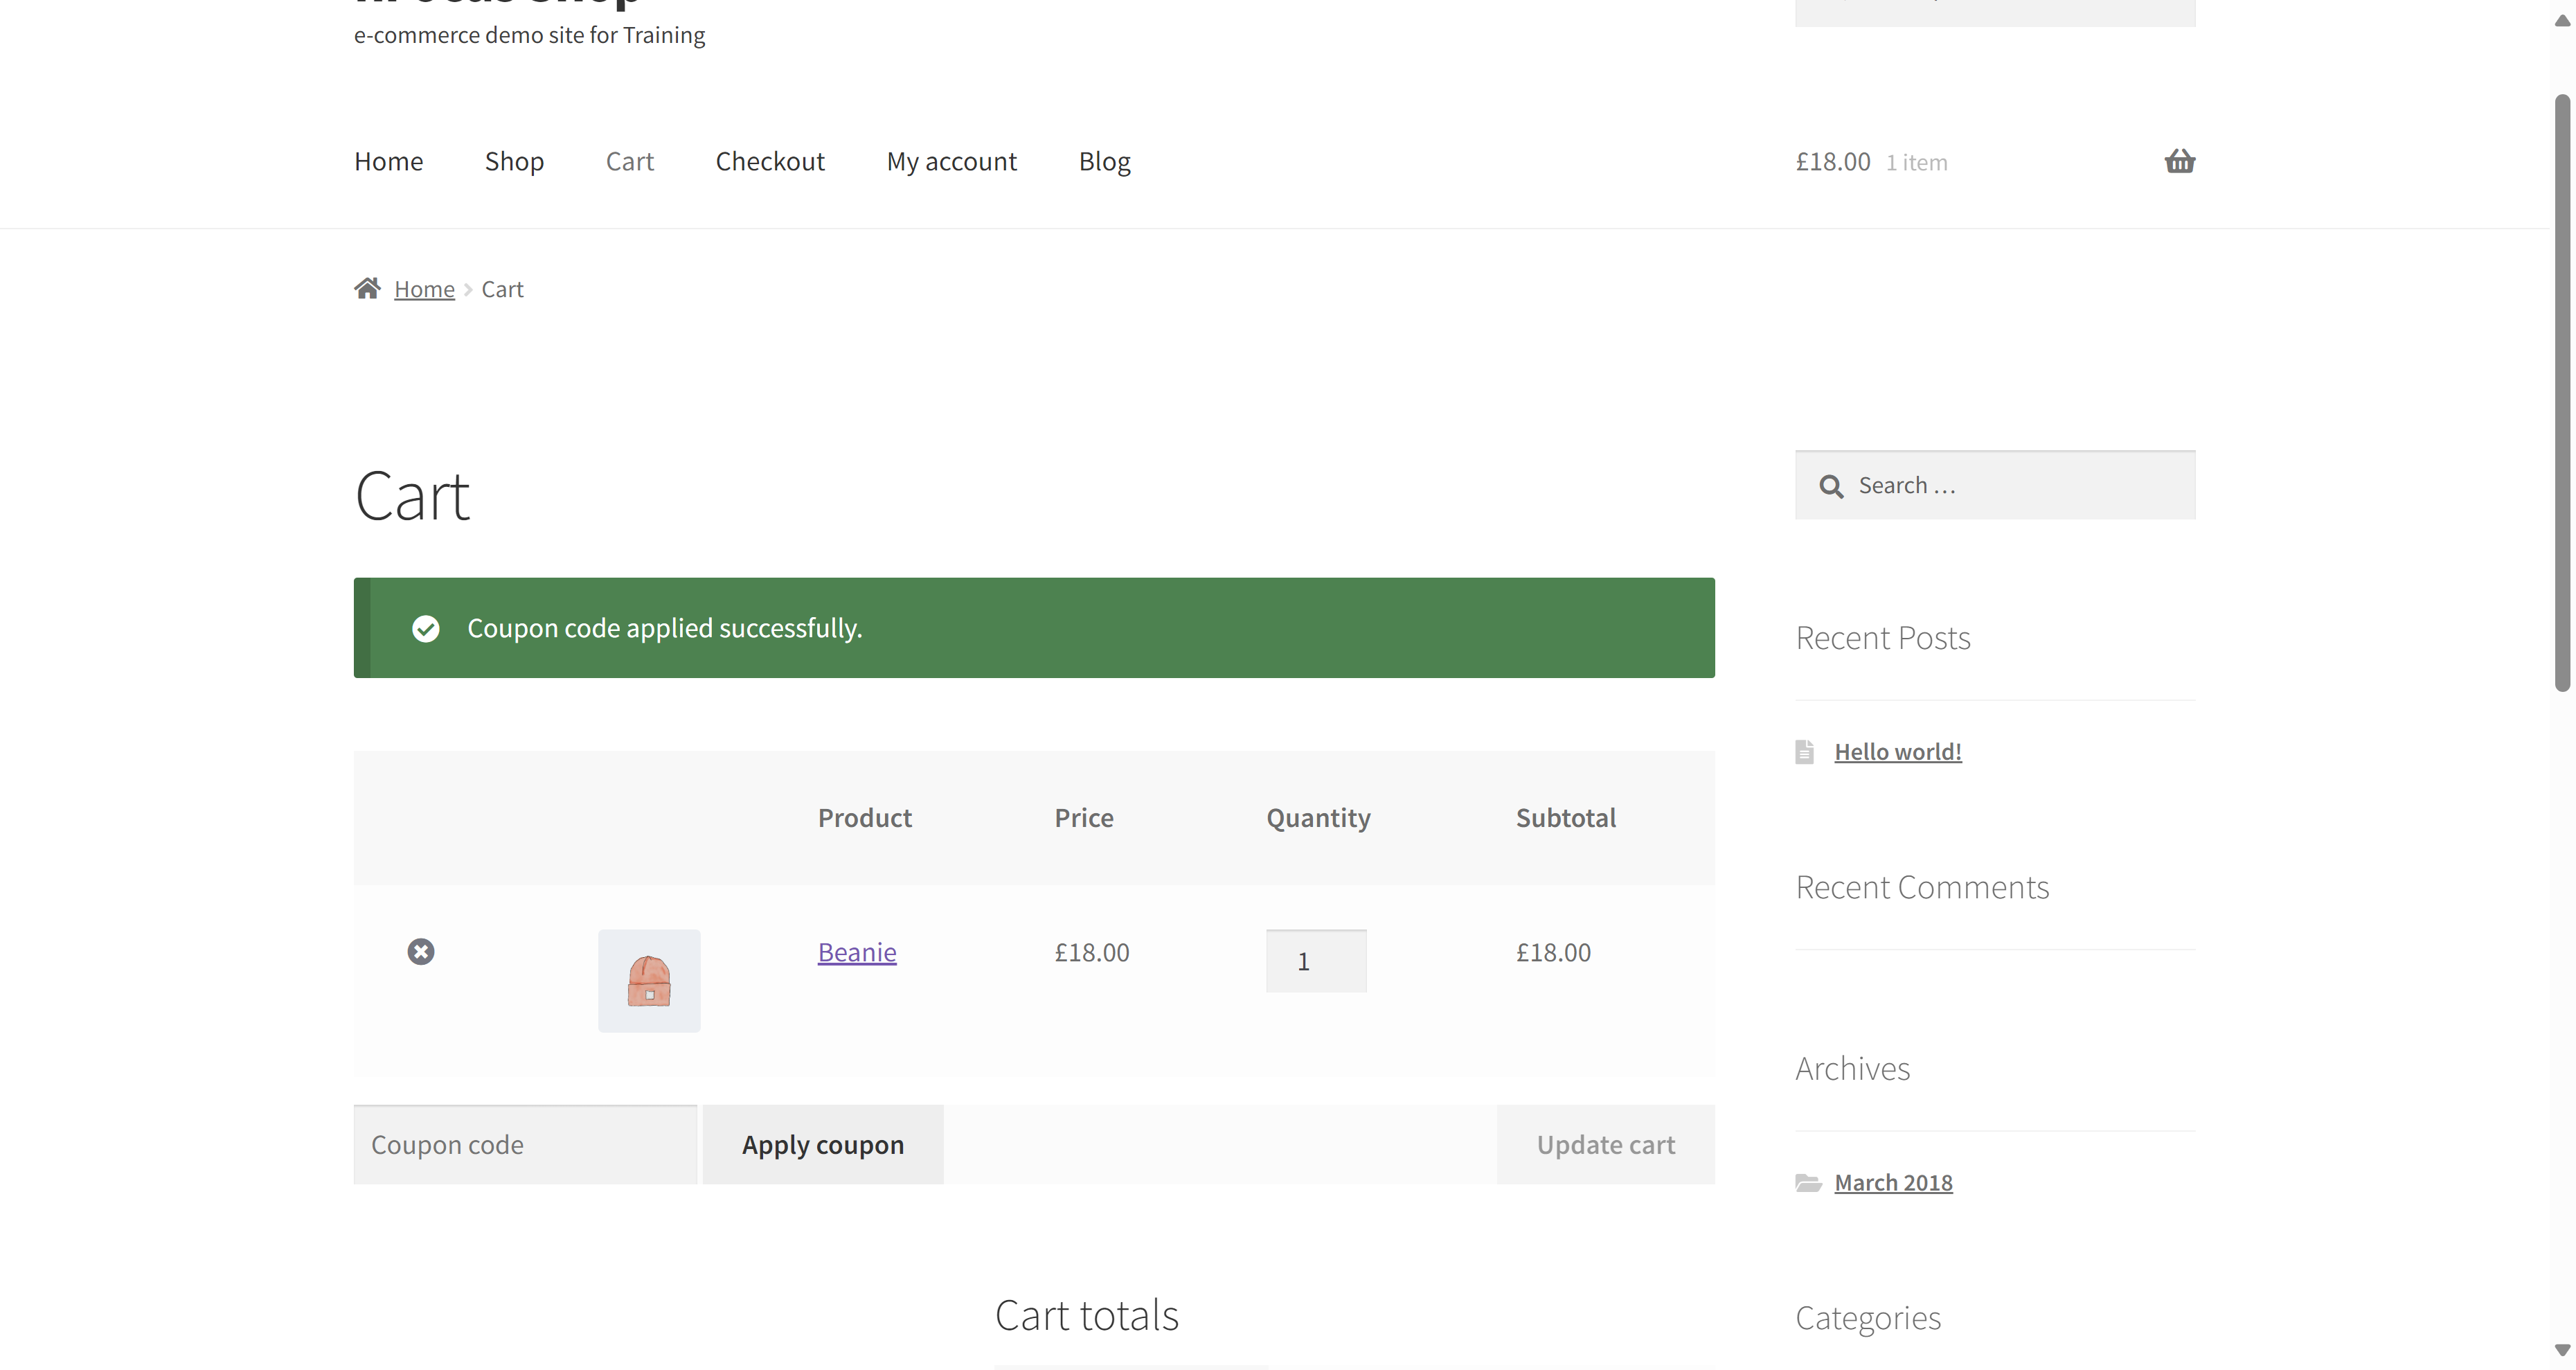 e-commerce demo site for Training
Home Shop Cart Checkout My account Blog
£18.00 1 item
Home Cart
Cart
Coupon code applied successfully.
Product Price Quantity Subtotal
Beanie £18.00 1 £18.00
Coupon code Apply coupon Update cart
Cart totals
Search …
Recent Posts
Hello world!
Recent Comments
Archives
March 2018
Categories